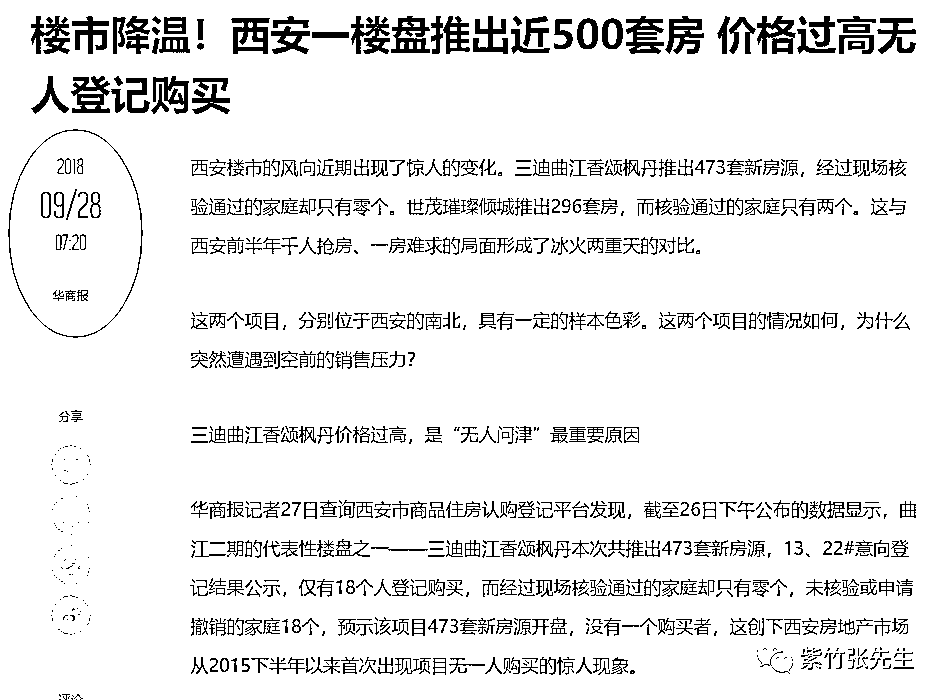 楼市降温！西安一楼盘推出近500套房 价格过高无
人登记购买
2018
09/28
07:20
华商报
西安楼市的风向近期出现了惊人的变化。三迪曲江香颂枫丹推出473套新房源，经过现场核
验通过的家庭却只有零个。世茂璀璨倾城推出296套房，而核验通过的家庭只有两个。这与
西安前半年千人抢房、一房难求的局面形成了冰火两重天的对比。
这两个项目，分别位于西安的南北，具有一定的样本色彩。这两个项目的情况如何，为什么
突然遭遇到空前的销售压力？
分享
三迪曲江香颂枫丹价格过高，是“无人问津”最重要原因
华商报记者27日查询西安市商品住房认购登记平台发现，截至26日下午公布的数据显示，曲
江二期的代表性楼盘之一——三迪曲江香颂枫丹本次共推出473套新房源，13、22#意向登
记结果公示，仅有18个人登记购买，而经过现场核验通过的家庭却只有零个，未核验或申请
撤销的家庭18个，预示该项目473套新房源开盘，没有一个购买者，这创下西安房地产市场
从2015下半年以来首次出现项目无一人购买的惊人现象。
紫竹张先生